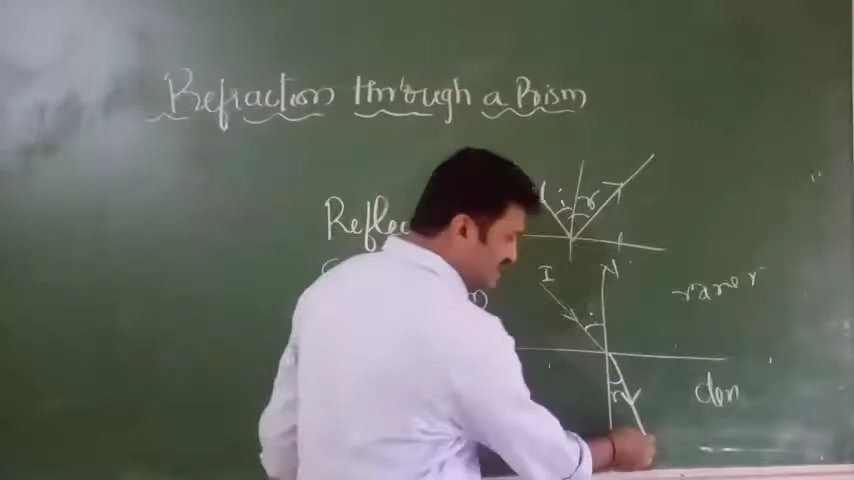 Refraction through a Prism
Reflec
i r
I N
rarer
i
r
den